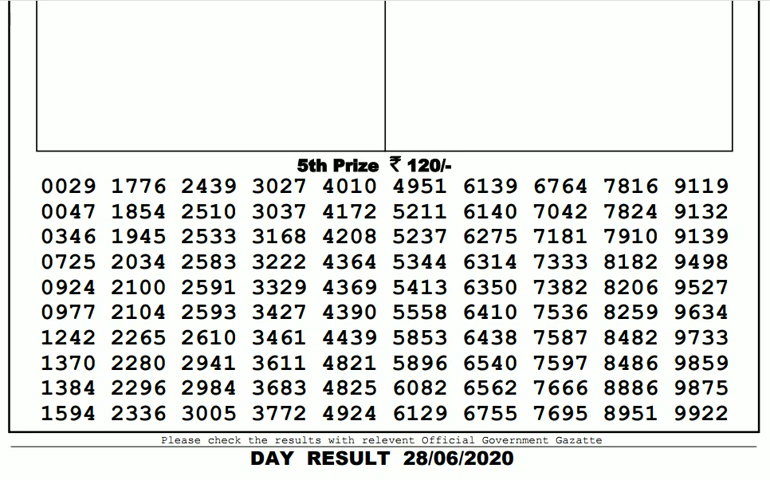 5th Prize ₹ 120/-
0029 1776 2439 3027 4010 4951 6139 6764 7816 9119
0047 1854 2510 3037 4172 5211 6140 7042 7824 9132
0346 1945 2533 3168 4208 5237 6275 7181 7910 9139
0725 2034 2583 3222 4364 5344 6314 7333 8182 9498
0924 2100 2591 3329 4369 5413 6350 7382 8206 9527
0977 2104 2593 3427 4390 5558 6410 7536 8259 9634
1242 2265 2610 3461 4439 5853 6438 7587 8482 9733
1370 2280 2941 3611 4821 5896 6540 7597 8486 9859
1384 2296 2984 3683 4825 6082 6562 7666 8886 9875
1594 2336 3005 3772 4924 6129 6755 7695 8951 9922
Please check the results with relevent Official Government Gazatte
DAY RESULT 28/06/2020